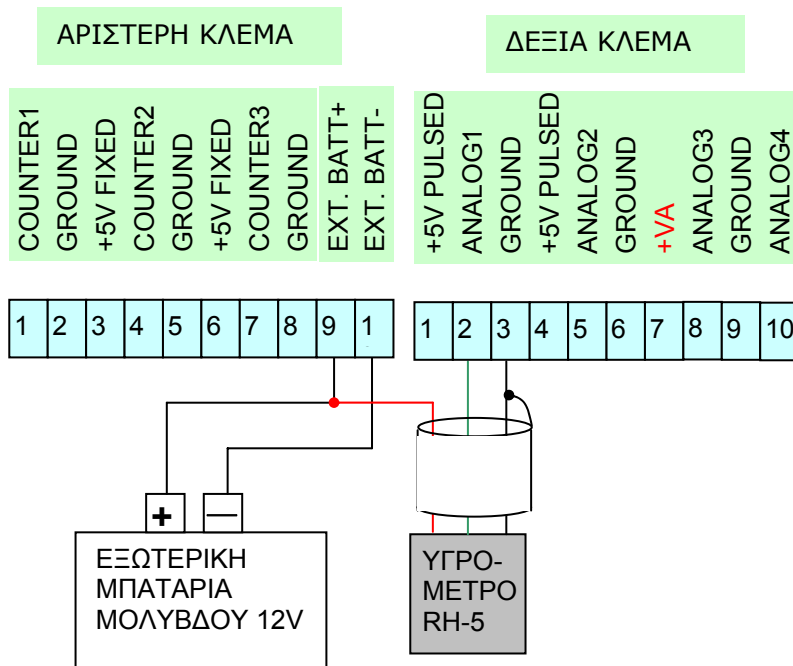 ΑΡΙΣΤΕΡΗ ΚΛΕΜΑ
ΔΕΞΙΑ ΚΛΕΜΑ
COUNTER1
GROUND
+5V FIXED
COUNTER2
GROUND
+5V FIXED
COUNTER3
GROUND
EXT. BATT+
EXT. BATT-
+5V PULSED
ANALOG1
GROUND
+5V PULSED
ANALOG2
GROUND
+VA
ANALOG3
GROUND
ANALOG4
1 2 3 4 5 6 7 8 9 1
1 2 3 4 5 6 7 8 9 10
+ —
ΕΞΩΤΕΡΙΚΗ
ΜΠΑΤΑΡΙΑ
ΜΟΛΥΒΔΟΥ 12V
ΥΓΡΟ-
ΜΕΤΡΟ
RH-5